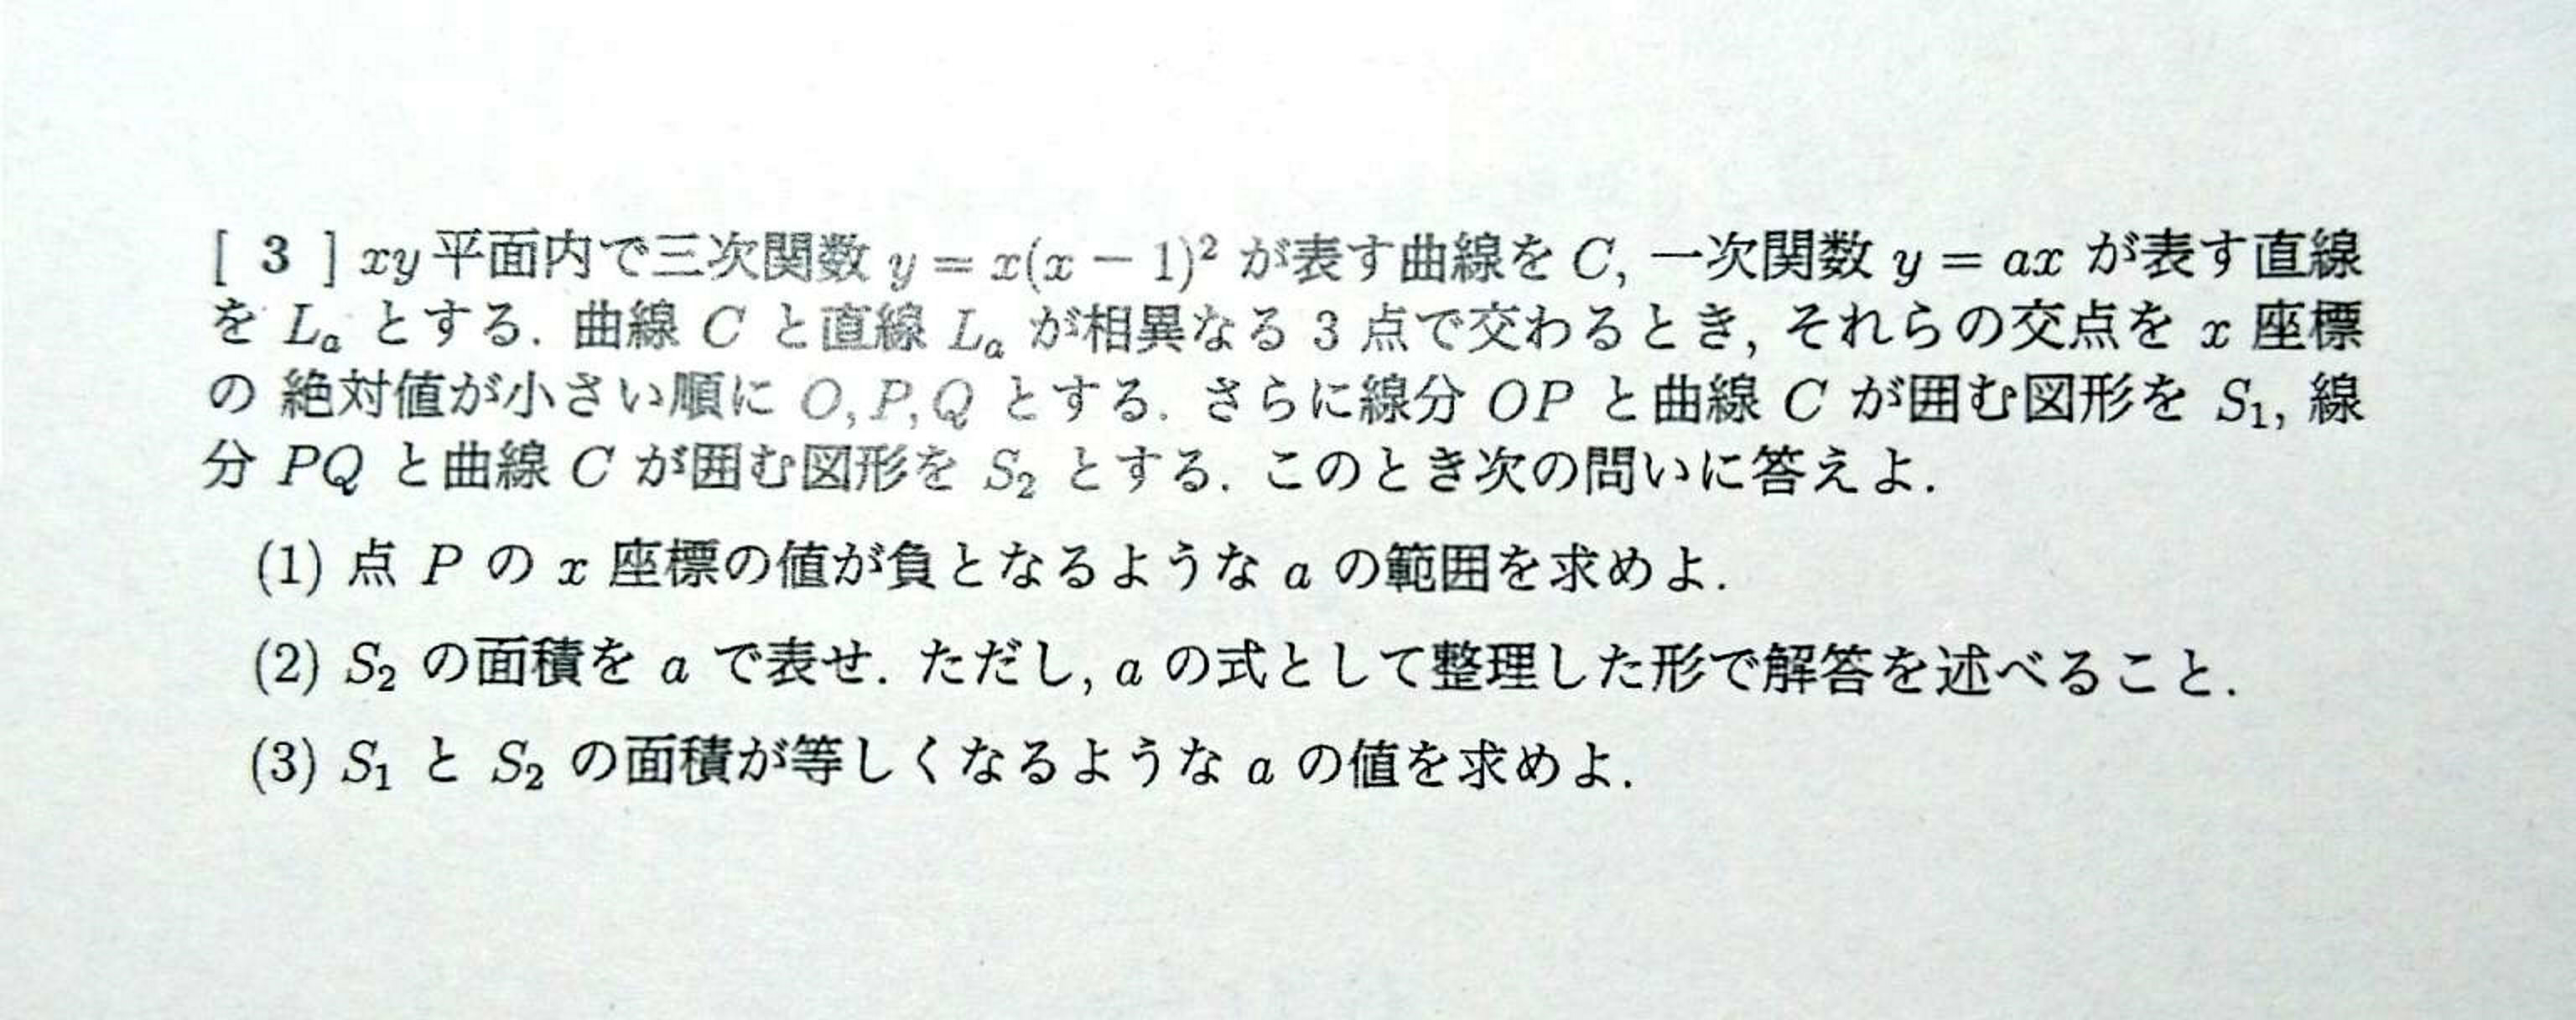 [ 3 ] xy平面内で三次関数 y = x(x − 1)² が表す曲線を C, 一次関数 y = ax が表す直線
を Lₐ とする. 曲線 C と直線 Lₐ が相異なる 3 点で交わるとき, それらの交点を x 座標
の 絶対値が小さい順に O, P, Q とする. さらに線分 OP と曲線 C が囲む図形を S₁, 線
分 PQ と曲線 C が囲む図形を S₂ とする. このとき次の問いに答えよ.
(1) 点 P の x 座標の値が負となるような a の範囲を求めよ.
(2) S₂ の面積を a で表せ. ただし, a の式として整理した形で解答を述べること.
(3) S₁ と S₂ の面積が等しくなるような a の値を求めよ.